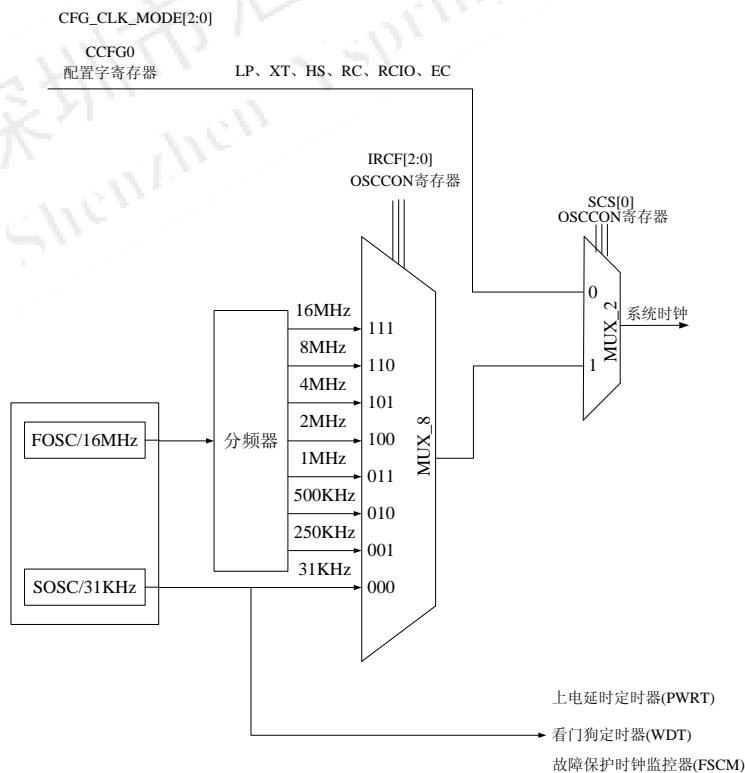 CFG_CLK_MODE[2:0]
CCFG0
配置字寄存器
LP、XT、HS、RC、RCIO、EC
IRCF[2:0]
OSCCON寄存器
SCS[0]
OSCCON寄存器
0
1
MUX_2
系统时钟
16MHz
111
8MHz
110
4MHz
101
2MHz
100
1MHz
011
500KHz
010
250KHz
001
31KHz
000
MUX_8
分频器
FOSC/16MHz
SOSC/31KHz
上电延时定时器(PWRT)
看门狗定时器(WDT)
故障保护时钟监控器(FSCM)
深圳市
Shenzhen Yspring